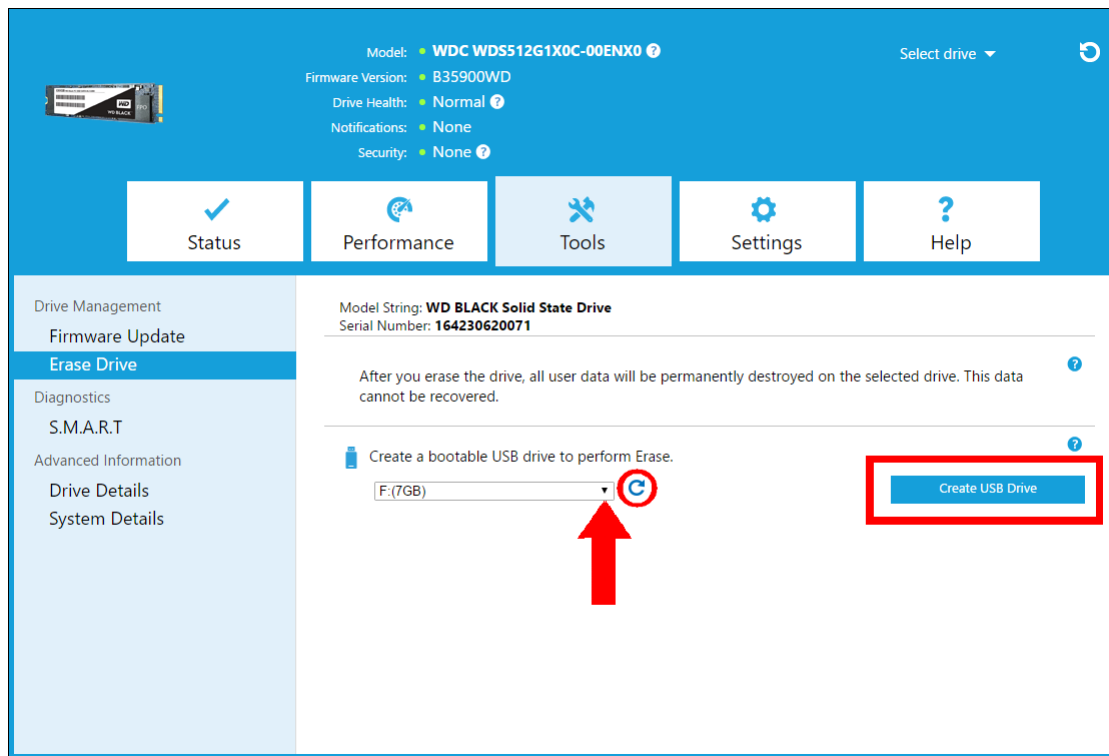 Model: WDC WDS512G1X0C-00ENX0 ?
Select drive
Firmware Version: B35900WD
Drive Health: Normal ?
Notifications: None
Security: None ?
WD
WD BLACK
Status
Performance
Tools
Settings
? Help
Drive Management
Firmware Update
Erase Drive
Diagnostics
S.M.A.R.T
Advanced Information
Drive Details
System Details
Model String: WD BLACK Solid State Drive
Serial Number: 164230620071
?
After you erase the drive, all user data will be permanently destroyed on the selected drive. This data
cannot be recovered.
?
Create a bootable USB drive to perform Erase.
F:(7GB)
Create USB Drive